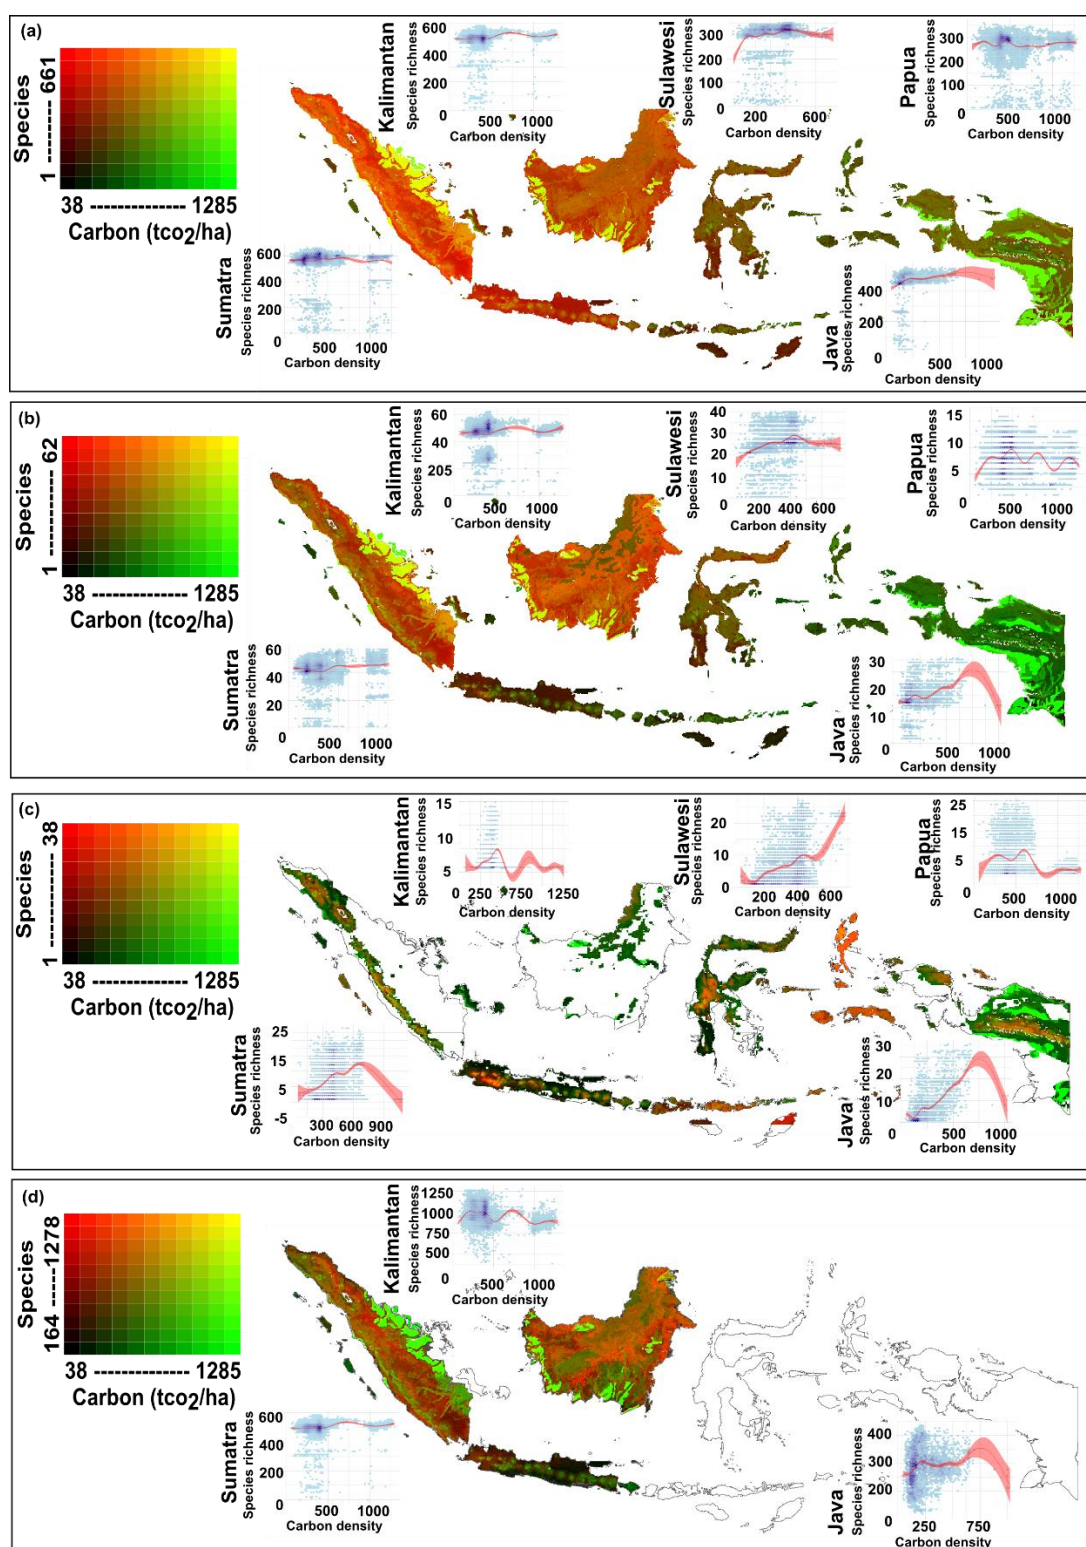 (a)
Species
1 ------- 661
38 --------------- 1285
Carbon (tco2/ha)
Kalimantan
Species richness
600
400
200
0
500 1000
Carbon density
Sulawesi
Species richness
300
200
100
0
200 600
Carbon density
Papua
Species richness
300
200
100
0
500 1000
Carbon density
Sumatra
Species richness
600
400
200
0
500 1000
Carbon density
Java
Species richness
400
200
0
500 1000
Carbon density
(b)
Species
1 --------- 62
38 --------------- 1285
Carbon (tco2/ha)
Kalimantan
Species richness
60
40
205
0
500 1000
Carbon density
Sulawesi
Species richness
40
30
20
10
0
200 400 600
Carbon density
Papua
Species richness
15
10
5
0
500 1000
Carbon density
Sumatra
Species richness
60
40
20
0
500 1000
Carbon density
Java
Species richness
30
20
10
0
500 1000
Carbon density
(c)
Species
1 --------- 38
38 --------------- 1285
Carbon (tco2/ha)
Kalimantan
Species richness
15
10
5
0 250 750 1250
Carbon density
Sulawesi
Species richness
20
10
0
200 400 600
Carbon density
Papua
Species richness
25
15
5
0
500 1000
Carbon density
Sumatra
Species richness
25
15
5
-5
300 600 900
Carbon density
Java
Species richness
30
20
10
0
500 1000
Carbon density
(d)
Species
164 ------1278
38 --------------- 1285
Carbon (tco2/ha)
Kalimantan
Species richness
1250
1000
750
500
0
500 1000
Carbon density
Sumatra
Species richness
600
400
200
0
500 1000
Carbon density
Java
Species richness
400
300
200
0
250 750
Carbon density